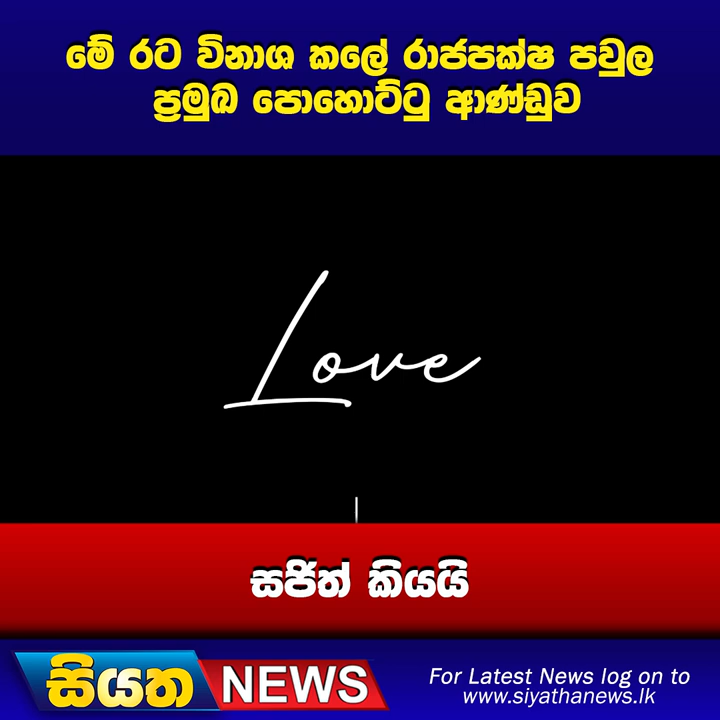 මේ රට විනාශ කලේ රාජපක්ෂ පවුල
ප්‍රමුඛ පොහොට්ටු ආණ්ඩුව
Love
සජිත් කියයි
සියත NEWS
For Latest News log on to
www.siyathanews.lk